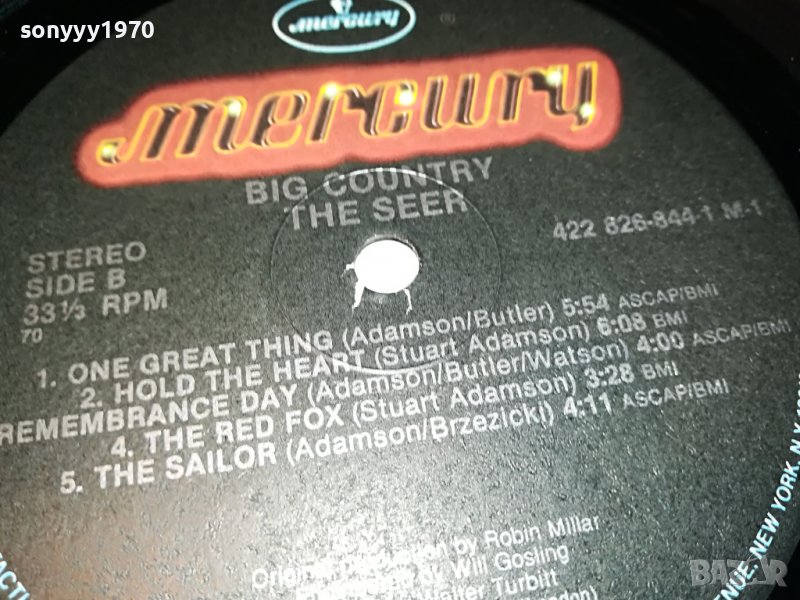 sonyyy1970
mercury
mercury
BIG COUNTRY
THE SEER
422 826-844-1 M-1
STEREO
SIDE B
33⅓ RPM
70
1. ONE GREAT THING (Adamson/Butler) 5:54 ASCAP/BMI
2. HOLD THE HEART (Stuart Adamson) 6:08 BMI
REMEMBRANCE DAY (Adamson/Butler/Watson) 4:00 ASCAP/BMI
4. THE RED FOX (Stuart Adamson) 3:28 BMI
5. THE SAILOR (Adamson/Brzezicki) 4:11 ASCAP/BMI
by Robin Millar
by Will Gosling
Walter Turbitt
NEW YORK, N.Y.
BAZAR